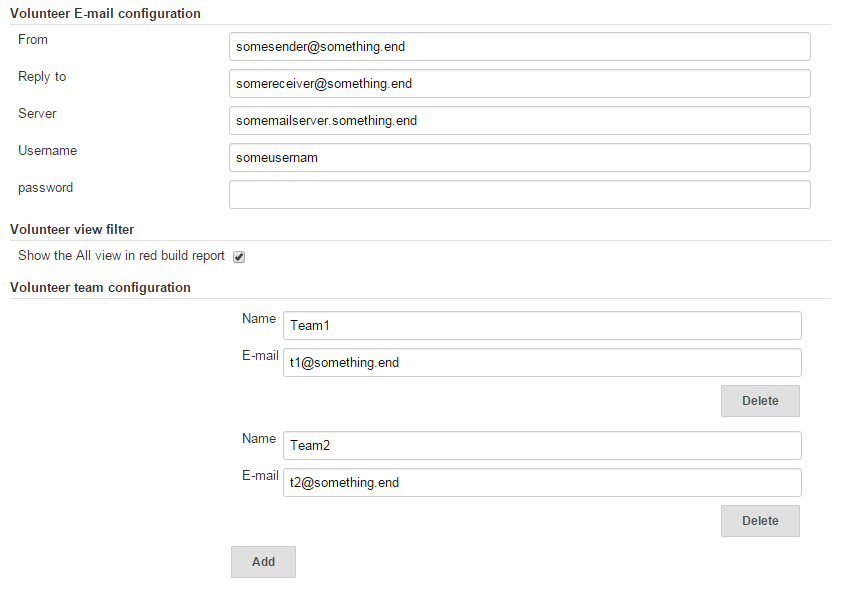 Volunteer E-mail configuration
From somesender@something.end
Reply to somereceiver@something.end
Server somemailserver.something.end
Username someusernam
password
Volunteer view filter
Show the All view in red build report
Volunteer team configuration
Name Team1
E-mail t1@something.end
Delete
Name Team2
E-mail t2@something.end
Delete
Add